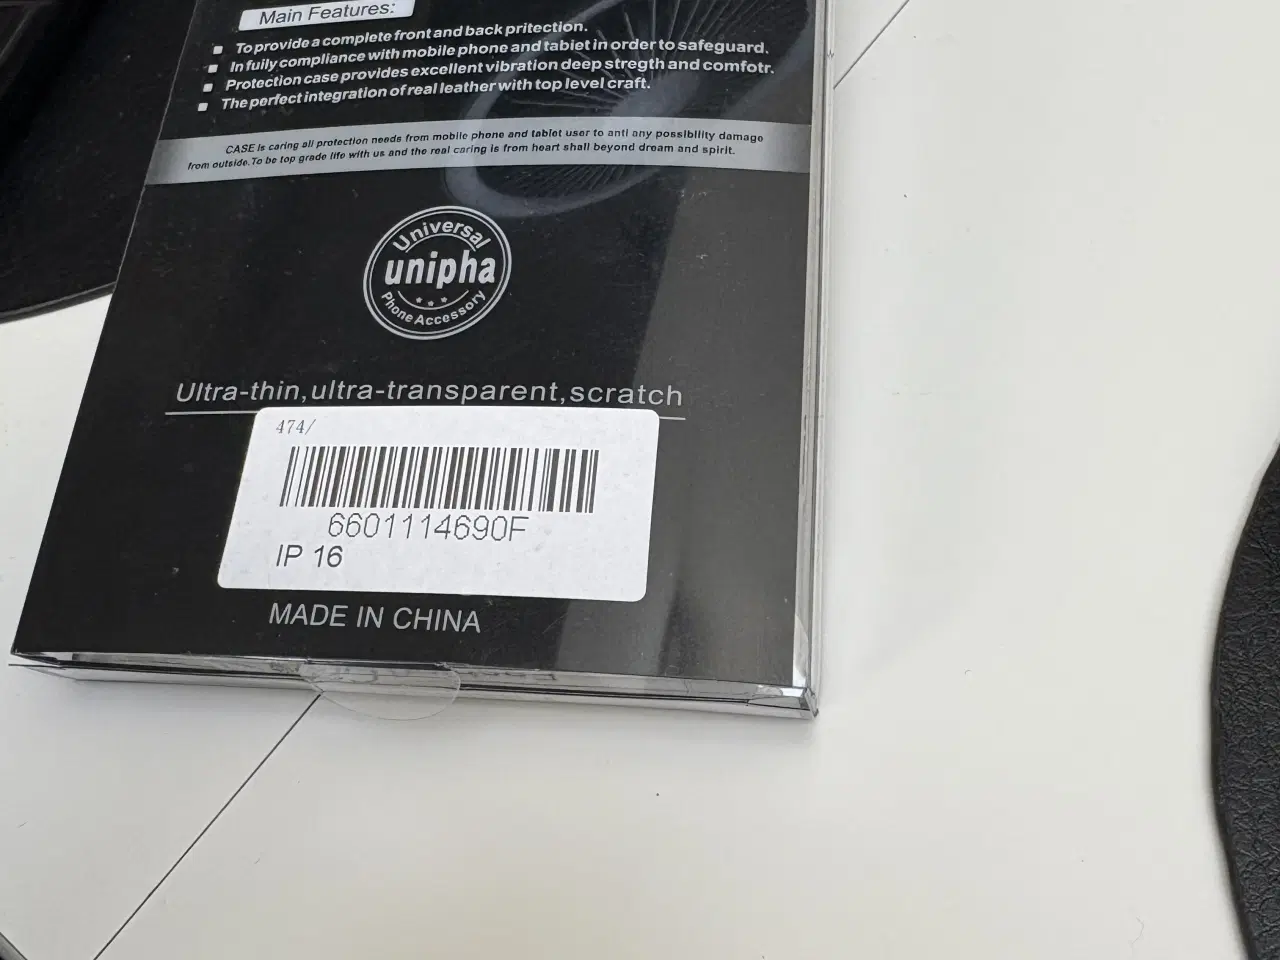 Main Features:
To provide a complete front and back pritection.
In fully compliance with mobile phone and tablet in order to safeguard.
Protection case provides excellent vibration deep stregth and comfotr.
The perfect integration of real leather with top level craft.
CASE is caring all protection needs from mobile phone and tablet user to anti any possibility damage
from outside. To be top grade life with us and the real caring is from heart shall beyond dream and spirit.
Universal
unipha
Phone Accessory
Ultra-thin,ultra-transparent,scratch
474/
6601114690F
IP 16
MADE IN CHINA